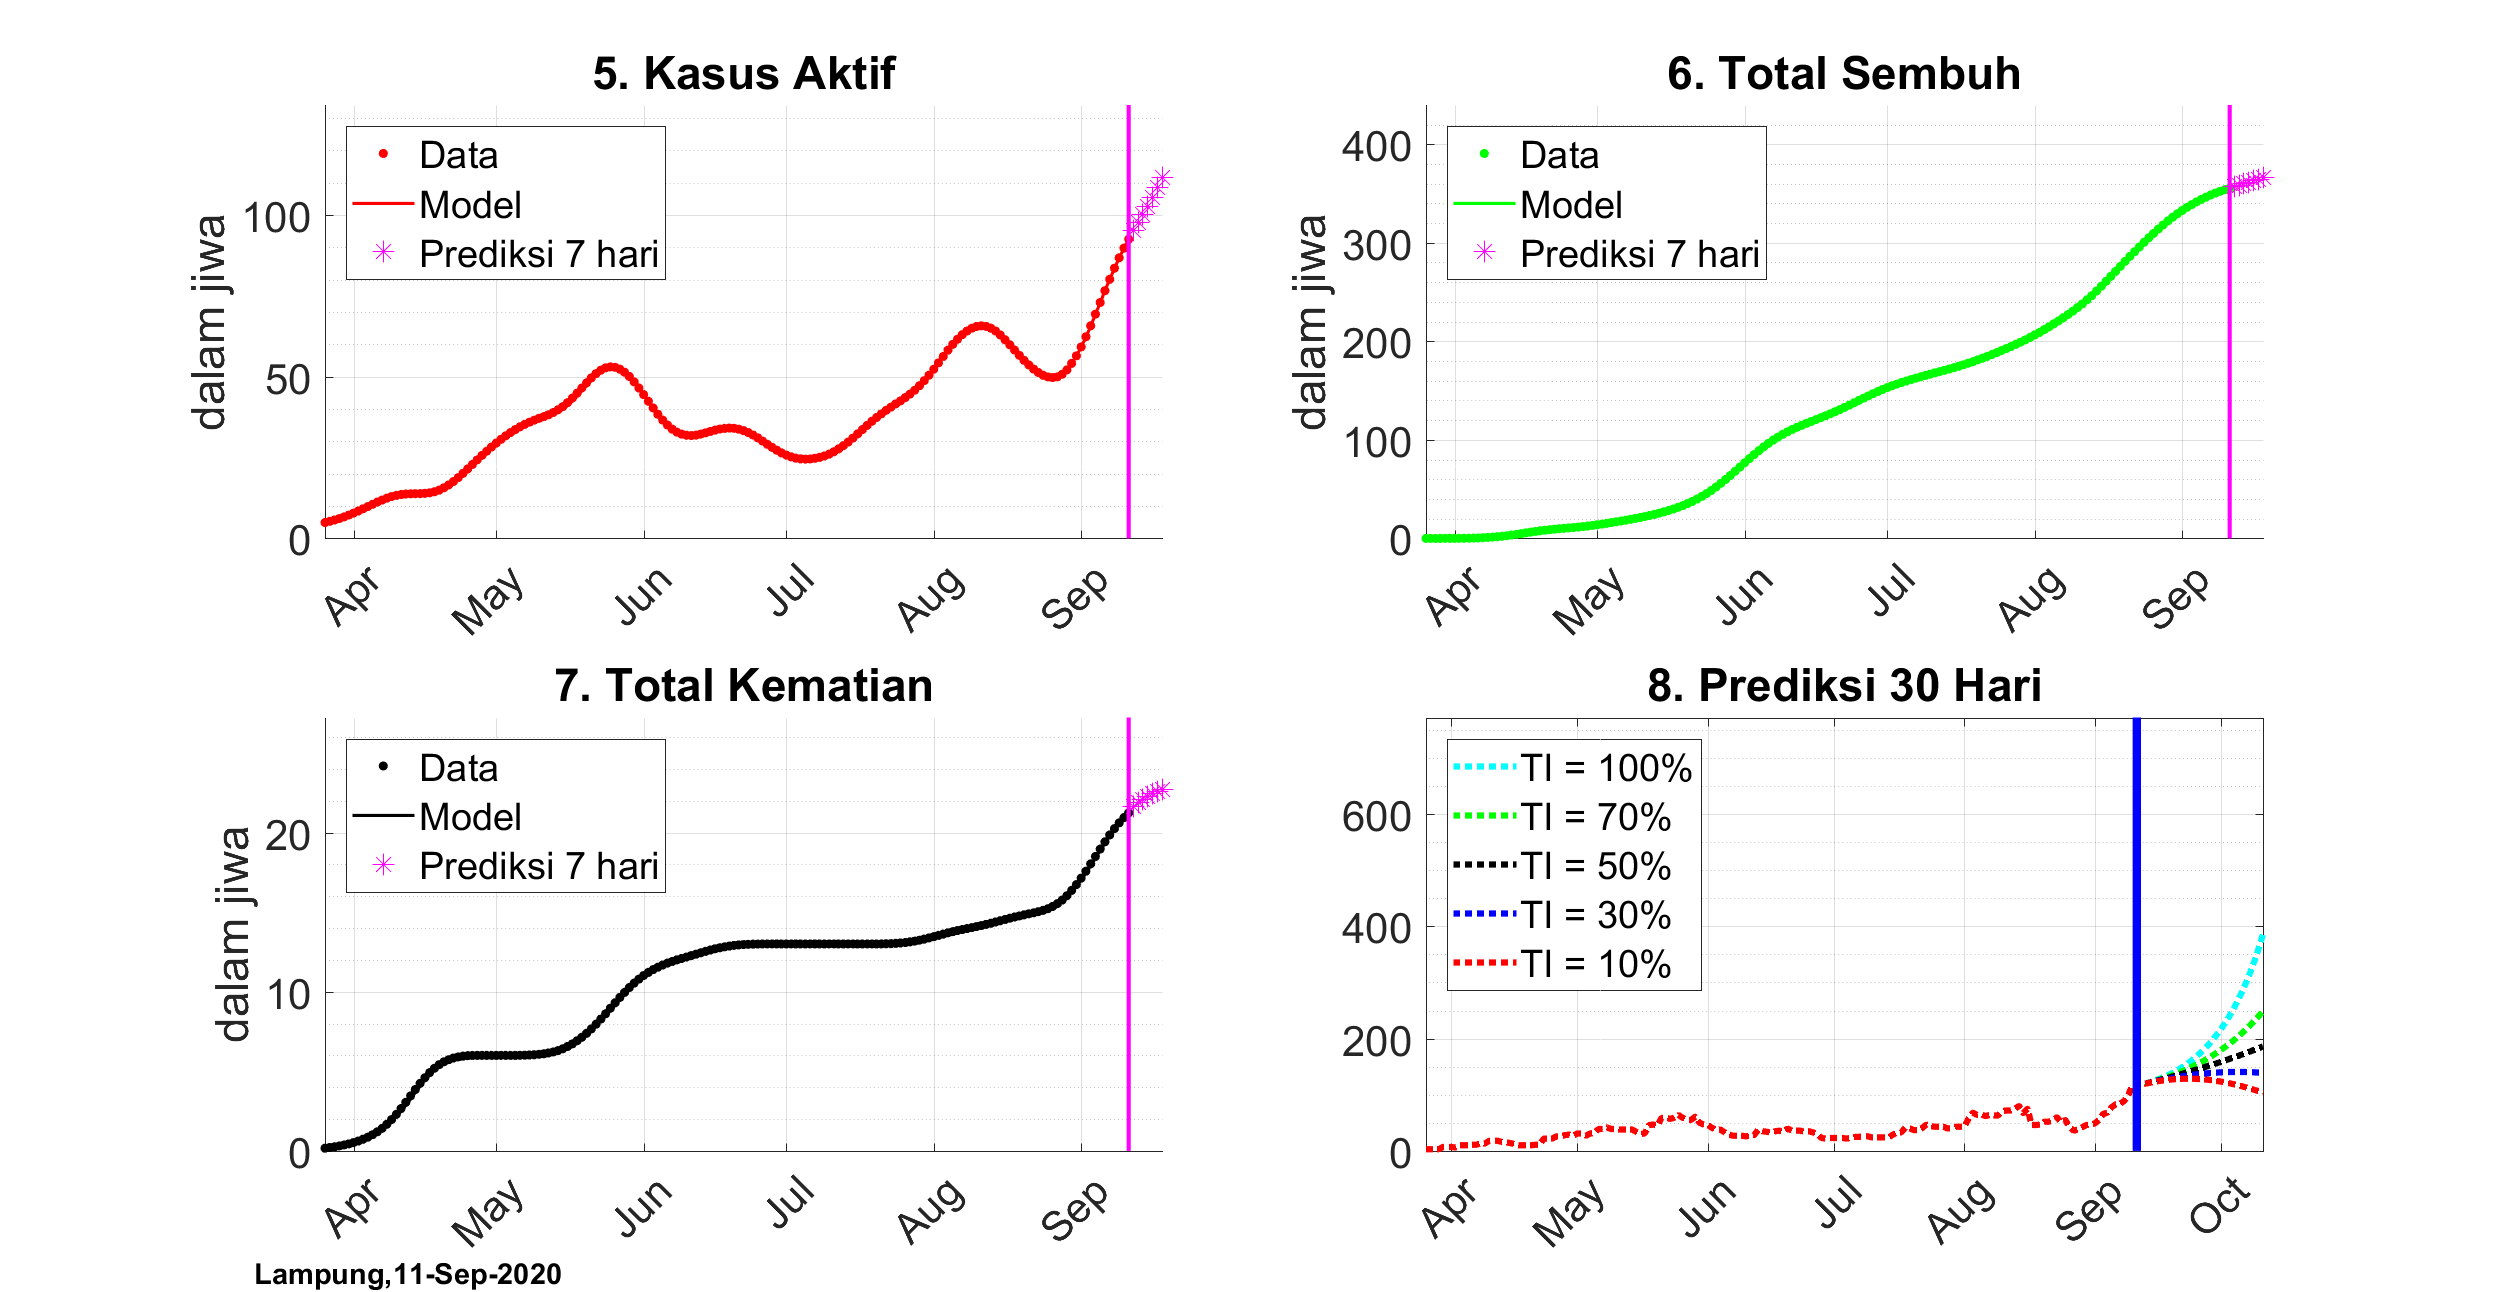 5. Kasus Aktif
dalam jiwa
100
50
0
Data
Model
Prediksi 7 hari
Apr May Jun Jul Aug Sep
6. Total Sembuh
dalam jiwa
400
300
200
100
0
Data
Model
Prediksi 7 hari
Apr May Jun Jul Aug Sep
7. Total Kematian
dalam jiwa
20
10
0
Data
Model
Prediksi 7 hari
Apr May Jun Jul Aug Sep
8. Prediksi 30 Hari
600
400
200
0
TI = 100%
TI = 70%
TI = 50%
TI = 30%
TI = 10%
Apr May Jun Jul Aug Sep Oct
Lampung,11-Sep-2020